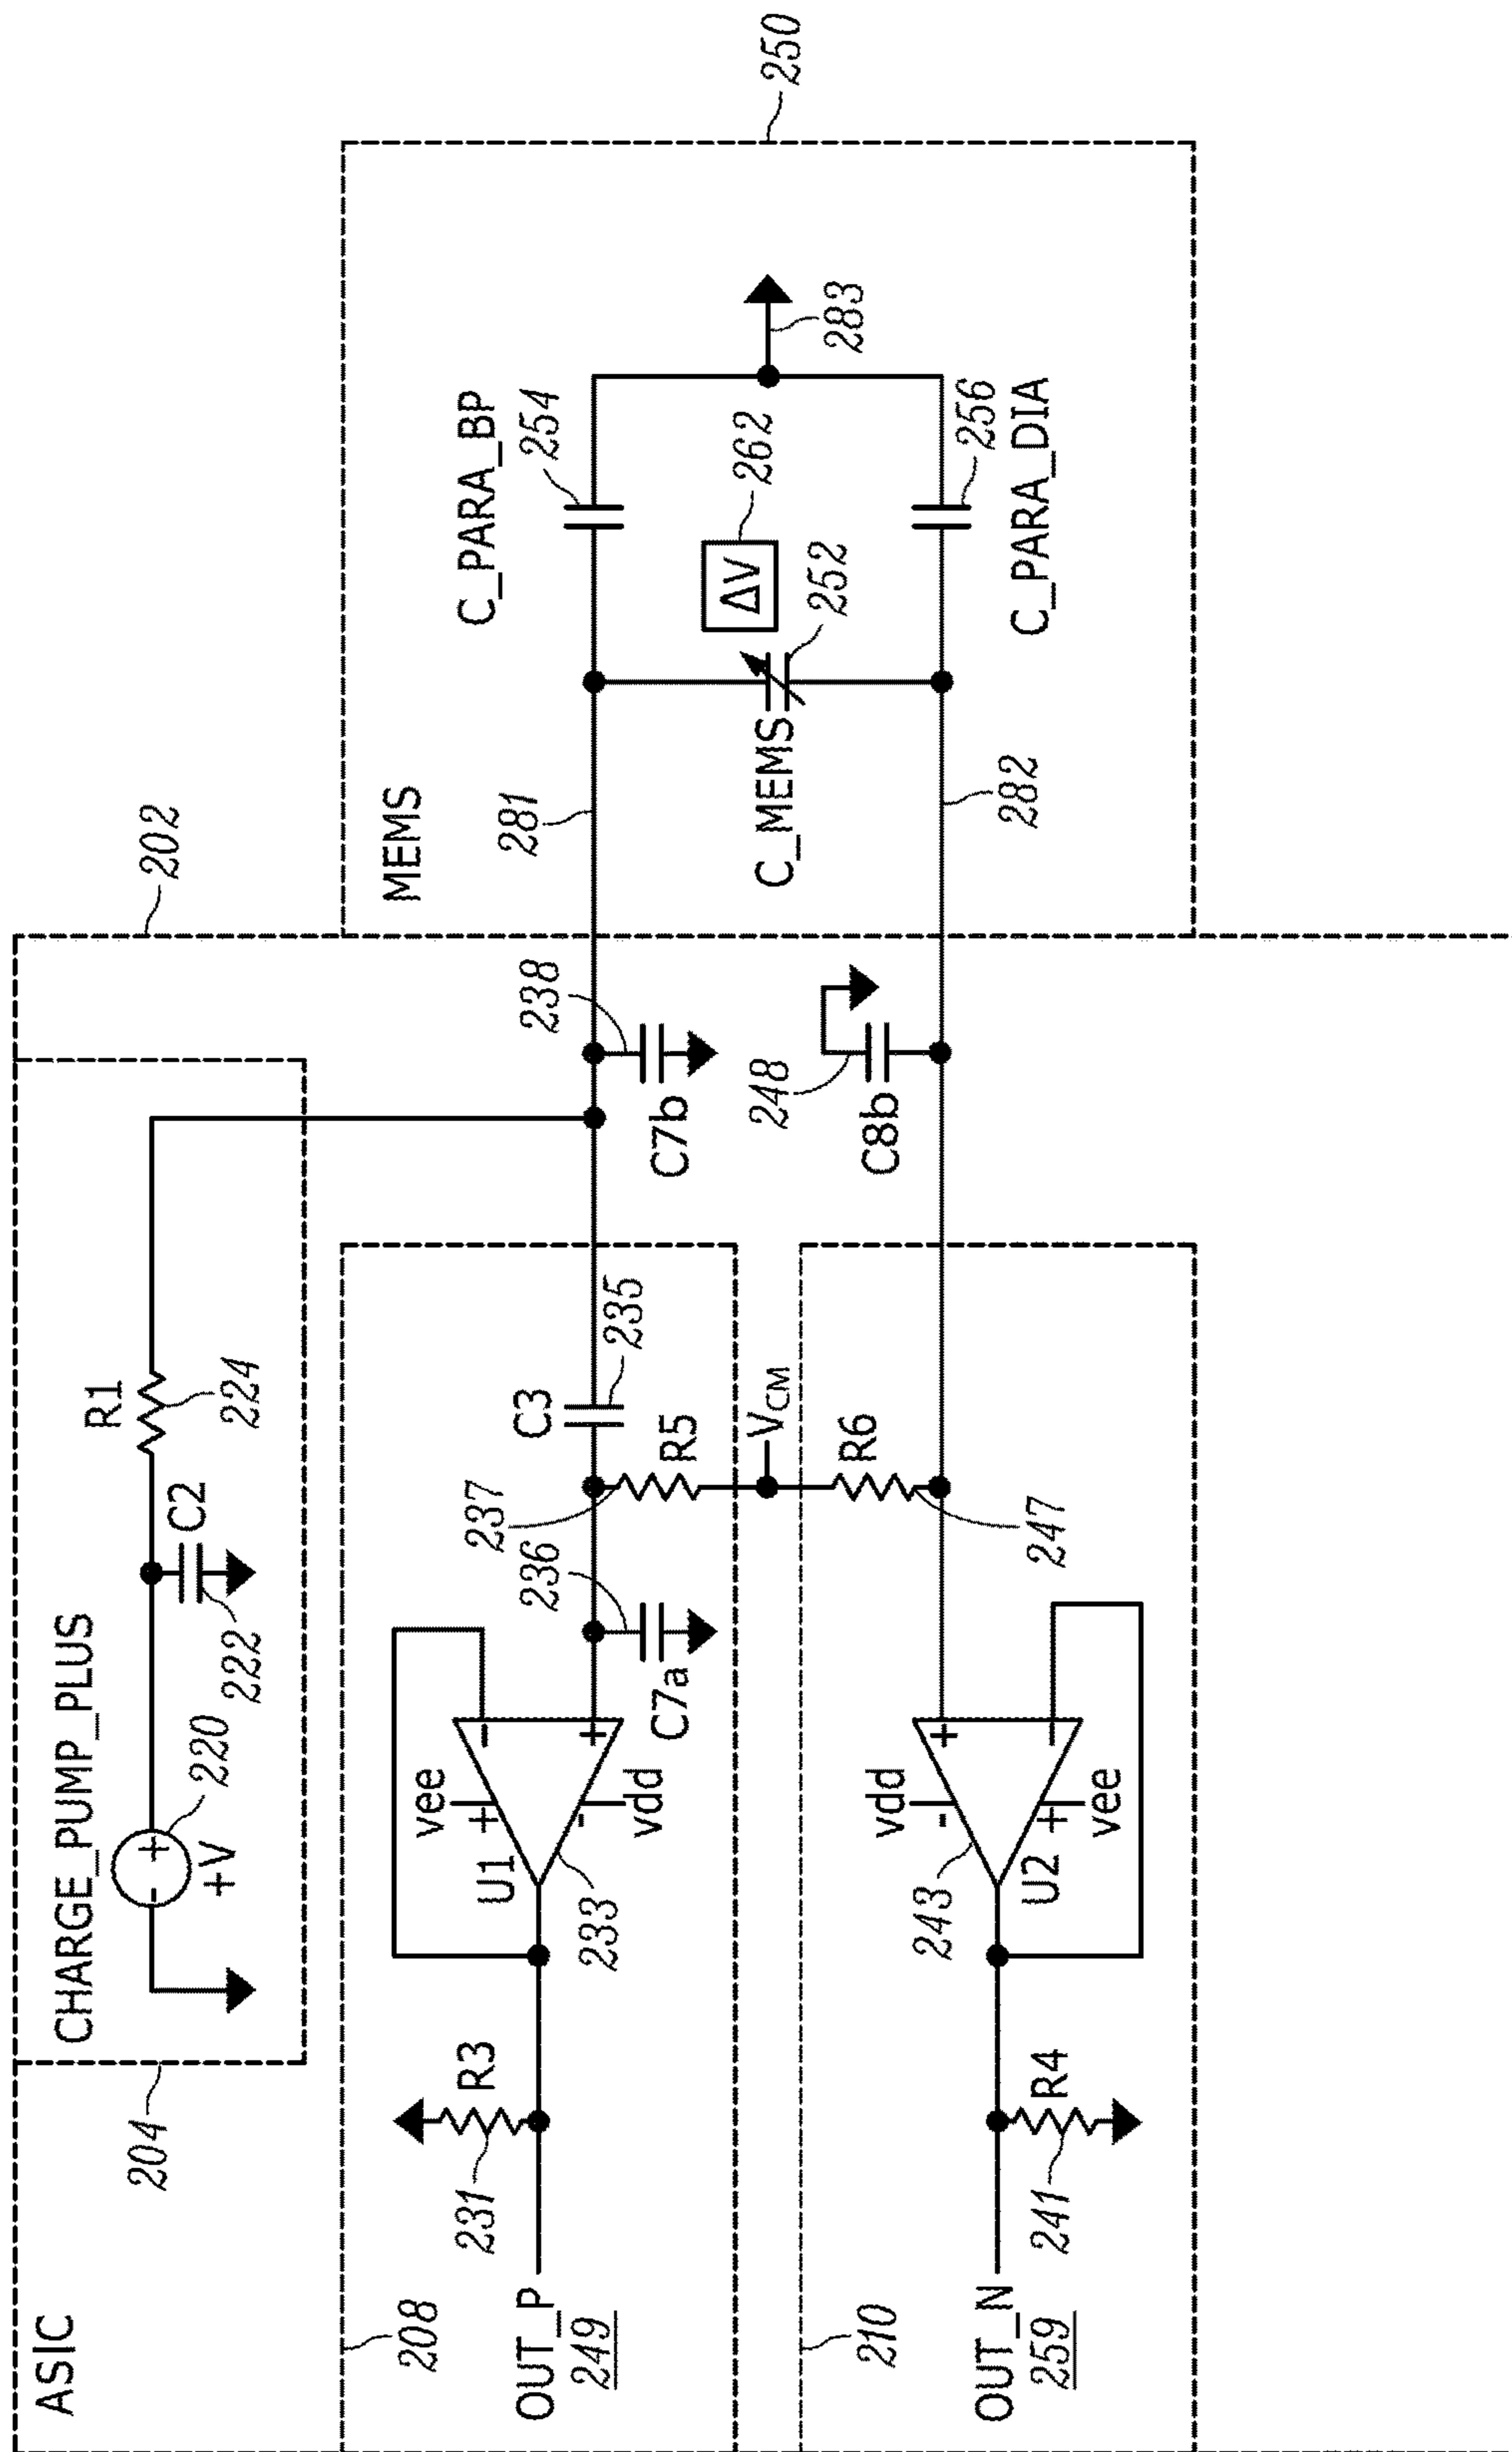 ASIC
202
204
CHARGE_PUMP_PLUS
220
+
-
+V
C2
222
R1
224
208
OUT_P
249
R3
231
U1
233
vee
+
-
vdd
-
+
C7a
236
237
R5
C3
235
C7b
238
VCM
210
OUT_N
259
R4
241
U2
243
vdd
-
+
vee
+
-
R6
247
C8b
248
MEMS
250
281
282
C_MEMS
252
ΔV
262
C_PARA_BP
254
C_PARA_DIA
256
283